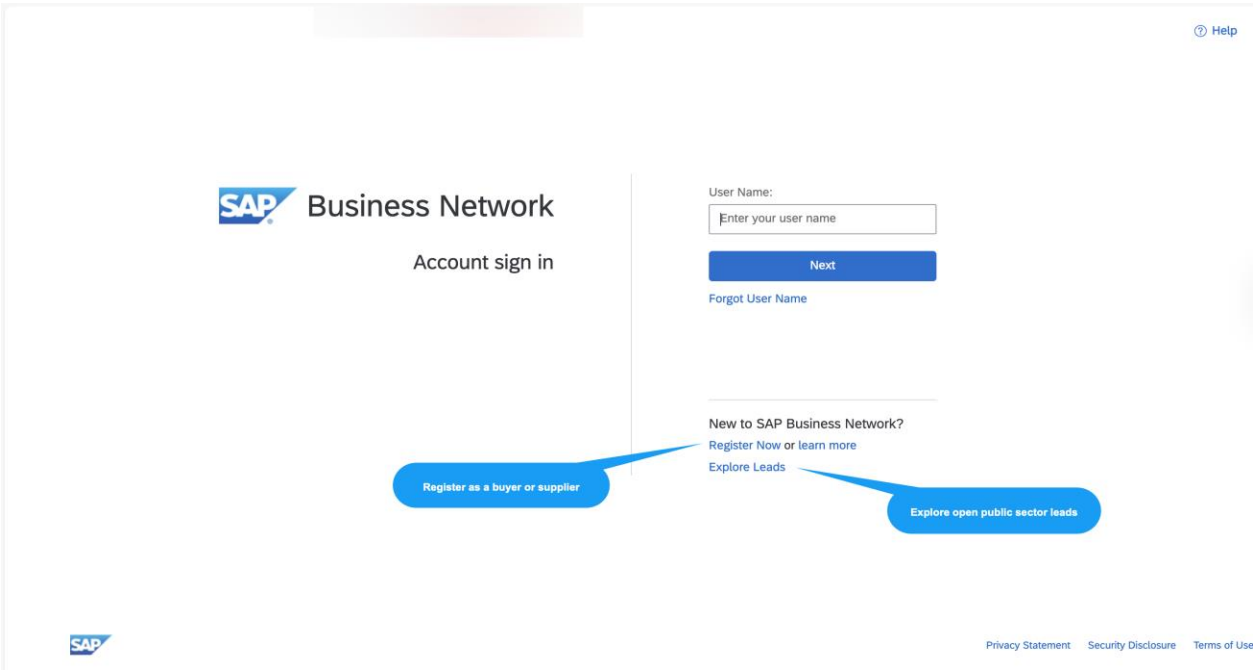 Help
SAP Business Network
Account sign in
User Name:
Enter your user name
Next
Forgot User Name
New to SAP Business Network?
Register Now or learn more
Explore Leads
Register as a buyer or supplier
Explore open public sector leads
SAP
Privacy Statement Security Disclosure Terms of Use